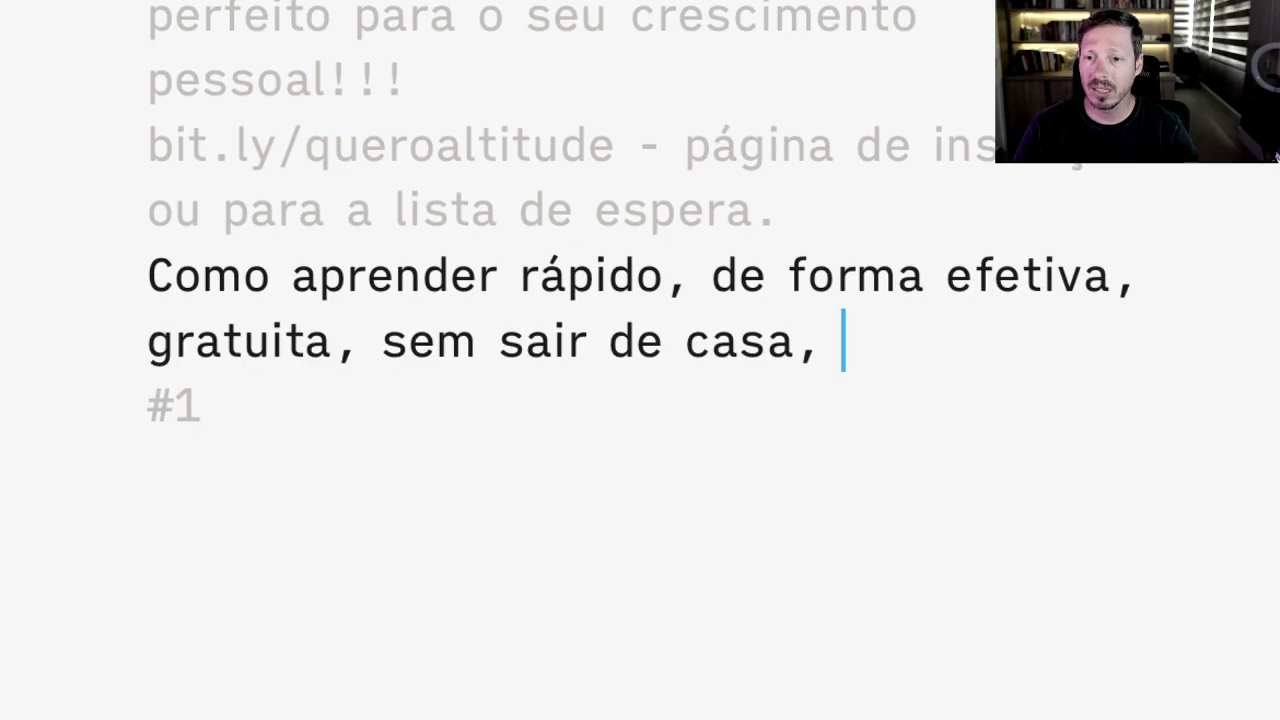 perfeito para o seu crescimento
pessoal!!!
bit.ly/queroaltitude - página de
ou para a lista de espera.
Como aprender rápido, de forma efetiva,
gratuita, sem sair de casa,
#1